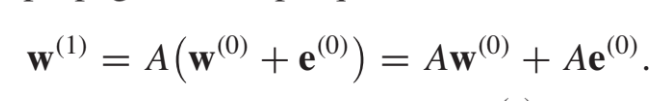 w⁽¹⁾ = A(w⁽⁰⁾ + e⁽⁰⁾) = Aw⁽⁰⁾ + Ae⁽⁰⁾.